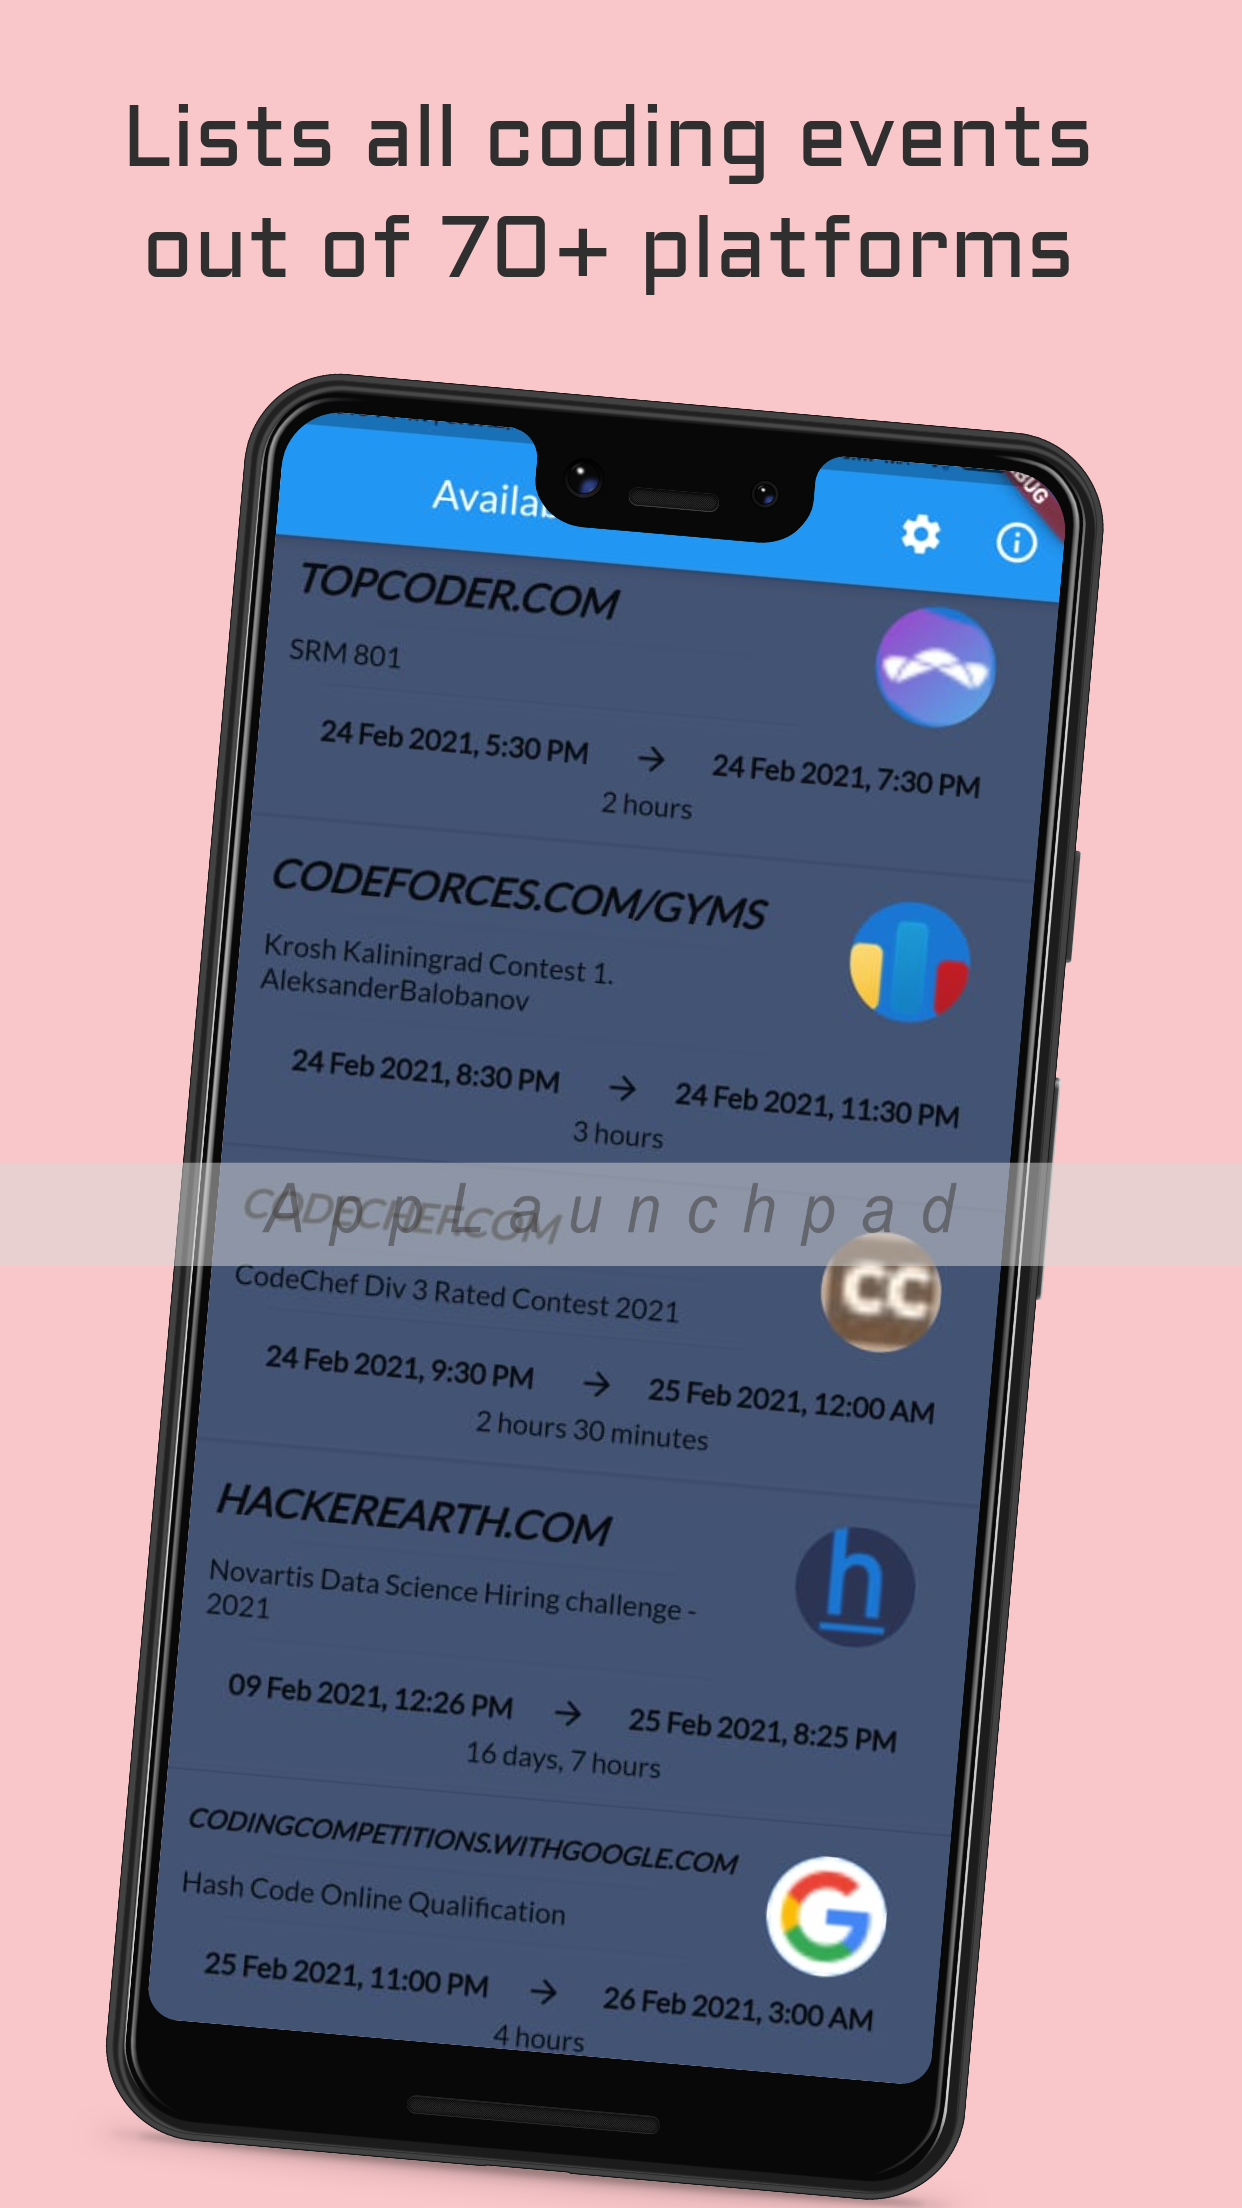 Lists all coding events
out of 70+ platforms
BUG
Availab
TOPCODER.COM
SRM 801
24 Feb 2021, 5:30 PM → 24 Feb 2021, 7:30 PM
2 hours
CODEFORCES.COM/GYMS
Krosh Kaliningrad Contest 1.
AleksanderBalobanov
24 Feb 2021, 8:30 PM → 24 Feb 2021, 11:30 PM
3 hours
CODECHEF.COM
AppLaunchpad
CC
CodeChef Div 3 Rated Contest 2021
24 Feb 2021, 9:30 PM → 25 Feb 2021, 12:00 AM
2 hours 30 minutes
HACKEREARTH.COM
h
Novartis Data Science Hiring challenge -
2021
09 Feb 2021, 12:26 PM → 25 Feb 2021, 8:25 PM
16 days, 7 hours
CODINGCOMPETITIONS.WITHGOOGLE.COM
G
Hash Code Online Qualification
25 Feb 2021, 11:00 PM → 26 Feb 2021, 3:00 AM
4 hours